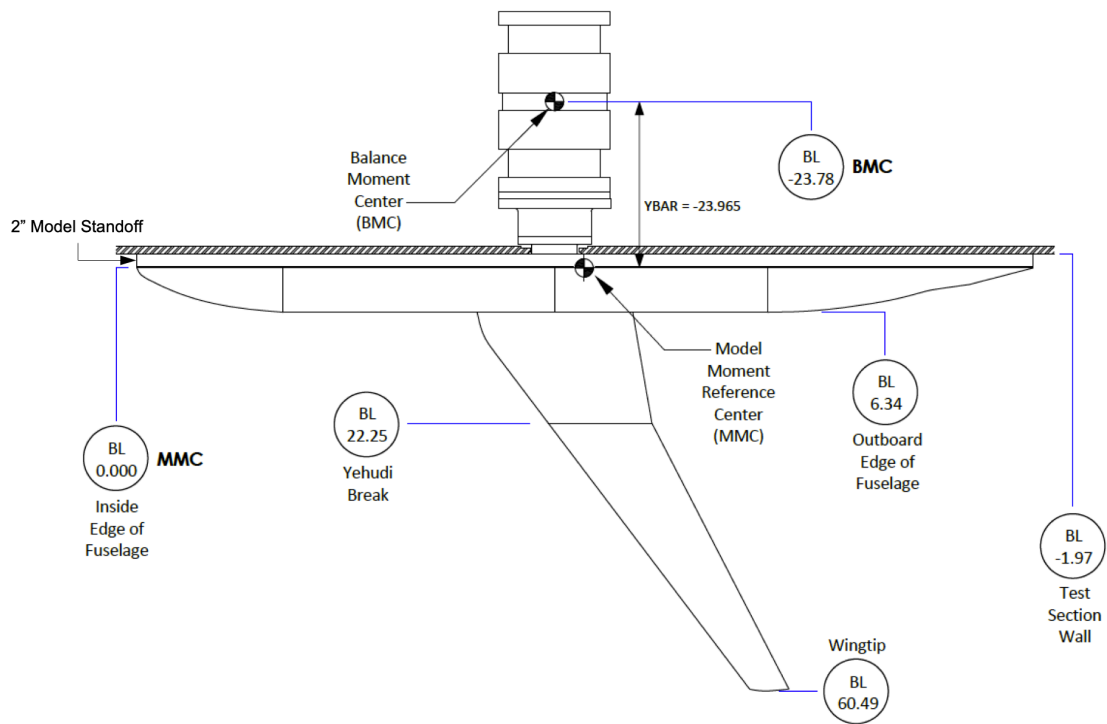 BL
-23.78
BMC
Balance
Moment
Center
(BMC)
YBAR = -23.965
2” Model Standoff
Model
Moment
Reference
Center
(MMC)
BL
6.34
Outboard
Edge of
Fuselage
BL
22.25
Yehudi
Break
BL
0.000
MMC
Inside
Edge of
Fuselage
BL
-1.97
Test
Section
Wall
Wingtip
BL
60.49